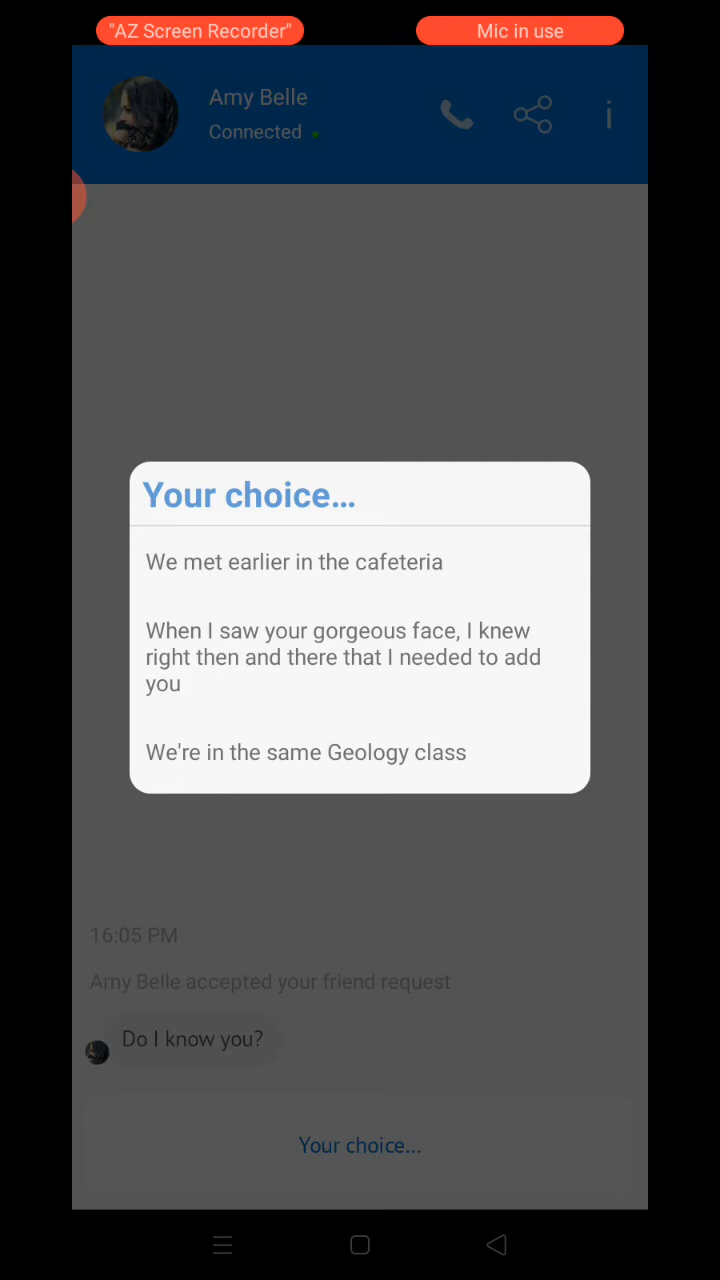 "AZ Screen Recorder"
Mic in use
Amy Belle
Connected
Your choice...
We met earlier in the cafeteria
When I saw your gorgeous face, I knew
right then and there that I needed to add
you
We're in the same Geology class
16:05 PM
Amy Belle accepted your friend request
Do I know you?
Your choice...